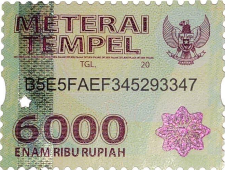 METERAI
TEMPEL
TGL. 20
B5E5FAEF345293347
6000
ENAM RIBU RUPIAH